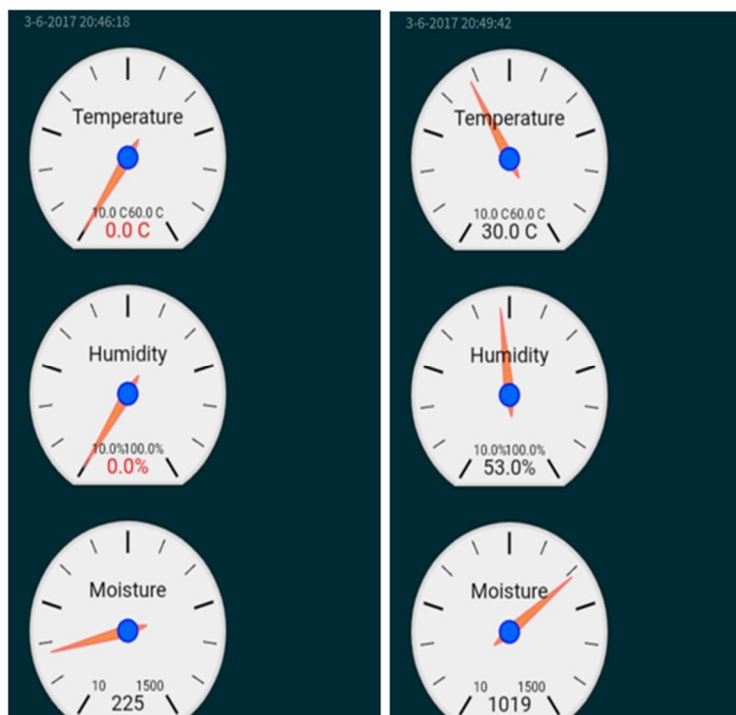 3-6-2017 20:46:18
Temperature
10.0 C60.0 C
0.0 C
Humidity
10.0%100.0%
0.0%
Moisture
10 1500
225
3-6-2017 20:49:42
Temperature
10.0 C60.0 C
30.0 C
Humidity
10.0%100.0%
53.0%
Moisture
10 1500
1019